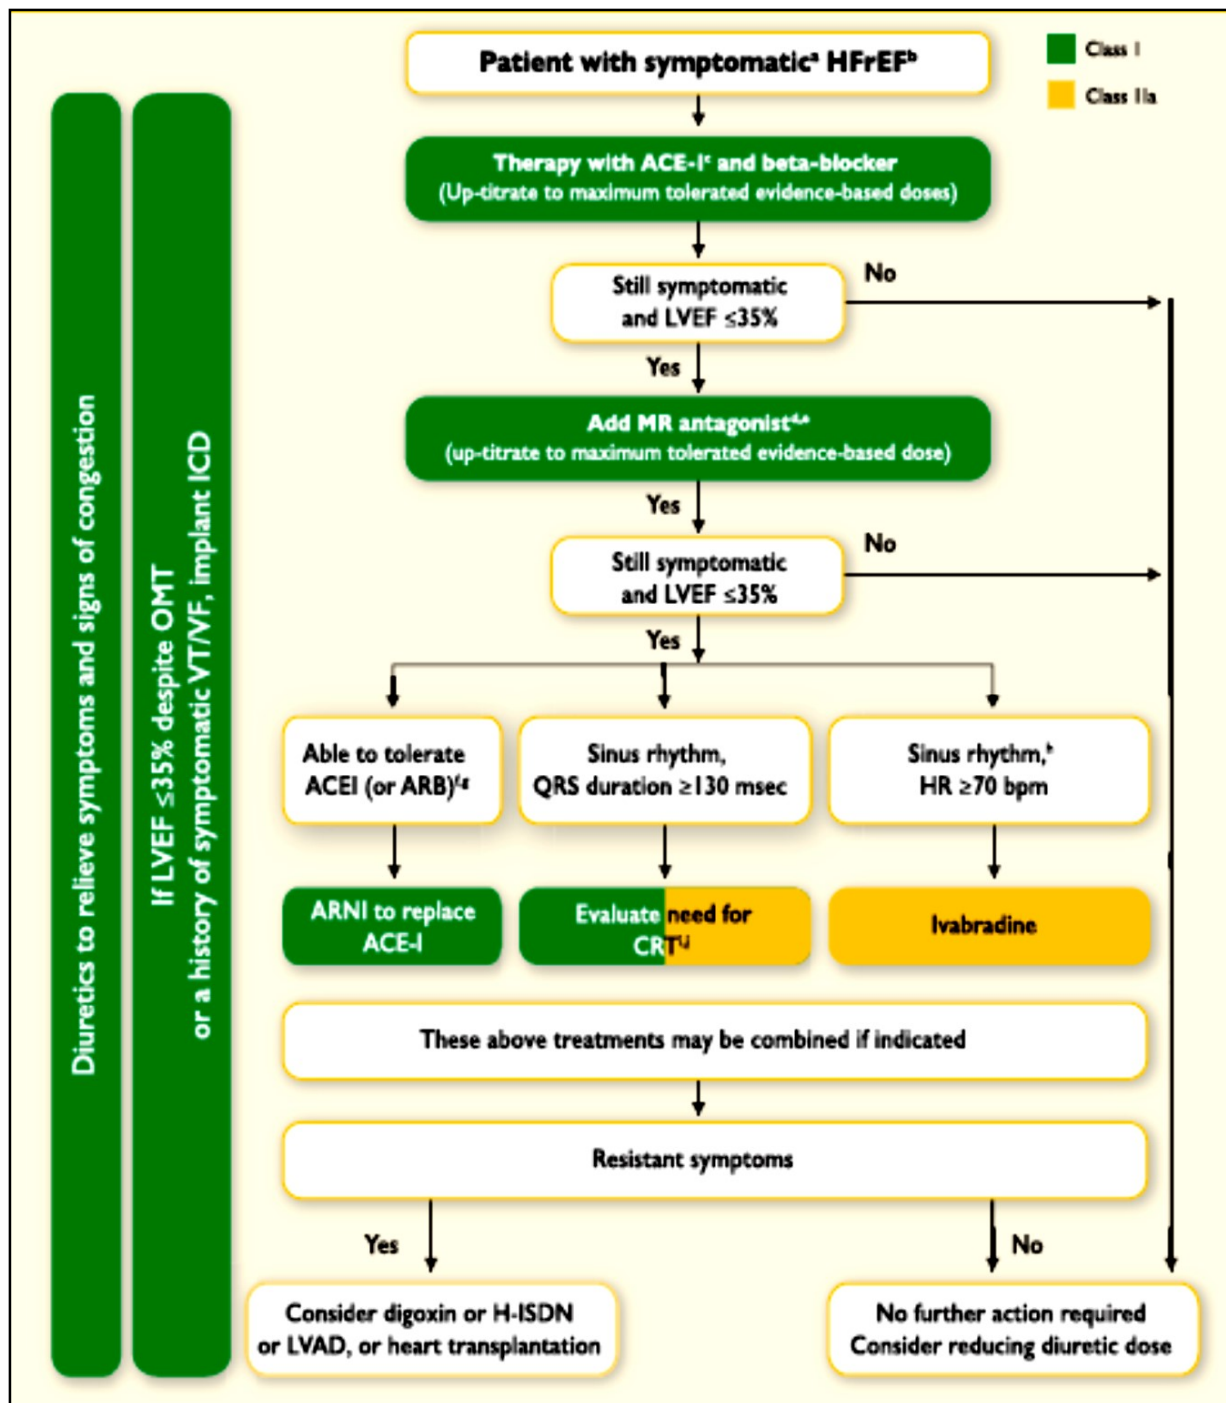 Patient with symptomaticᵃ HFrEFᵇ
Class I
Class IIa
Diuretics to relieve symptoms and signs of congestion
If LVEF ≤35% despite OMT
or a history of symptomatic VT/VF, implant ICD
Therapy with ACE-Iᶜ and beta-blocker
(Up-titrate to maximum tolerated evidence-based doses)
Still symptomatic
and LVEF ≤35%
No
Yes
Add MR antagonistᵈ,ᵉ
(up-titrate to maximum tolerated evidence-based dose)
Yes
Still symptomatic
and LVEF ≤35%
No
Yes
Able to tolerate
ACEI (or ARB)ᶠ,ᵍ
Sinus rhythm,
QRS duration ≥130 msec
Sinus rhythm,ʰ
HR ≥70 bpm
ARNI to replace
ACE-I
Evaluate need for
CRTⁱ,ʲ
Ivabradine
These above treatments may be combined if indicated
Resistant symptoms
Yes
No
Consider digoxin or H-ISDN
or LVAD, or heart transplantation
No further action required
Consider reducing diuretic dose